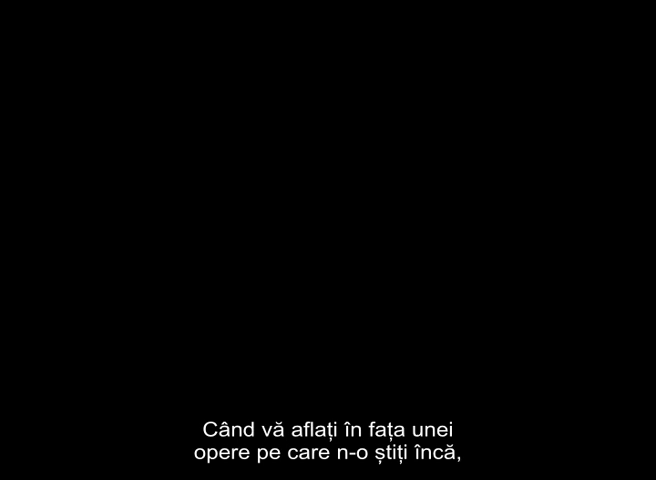 Când vă aflați în fața unei
opere pe care n-o știți încă,